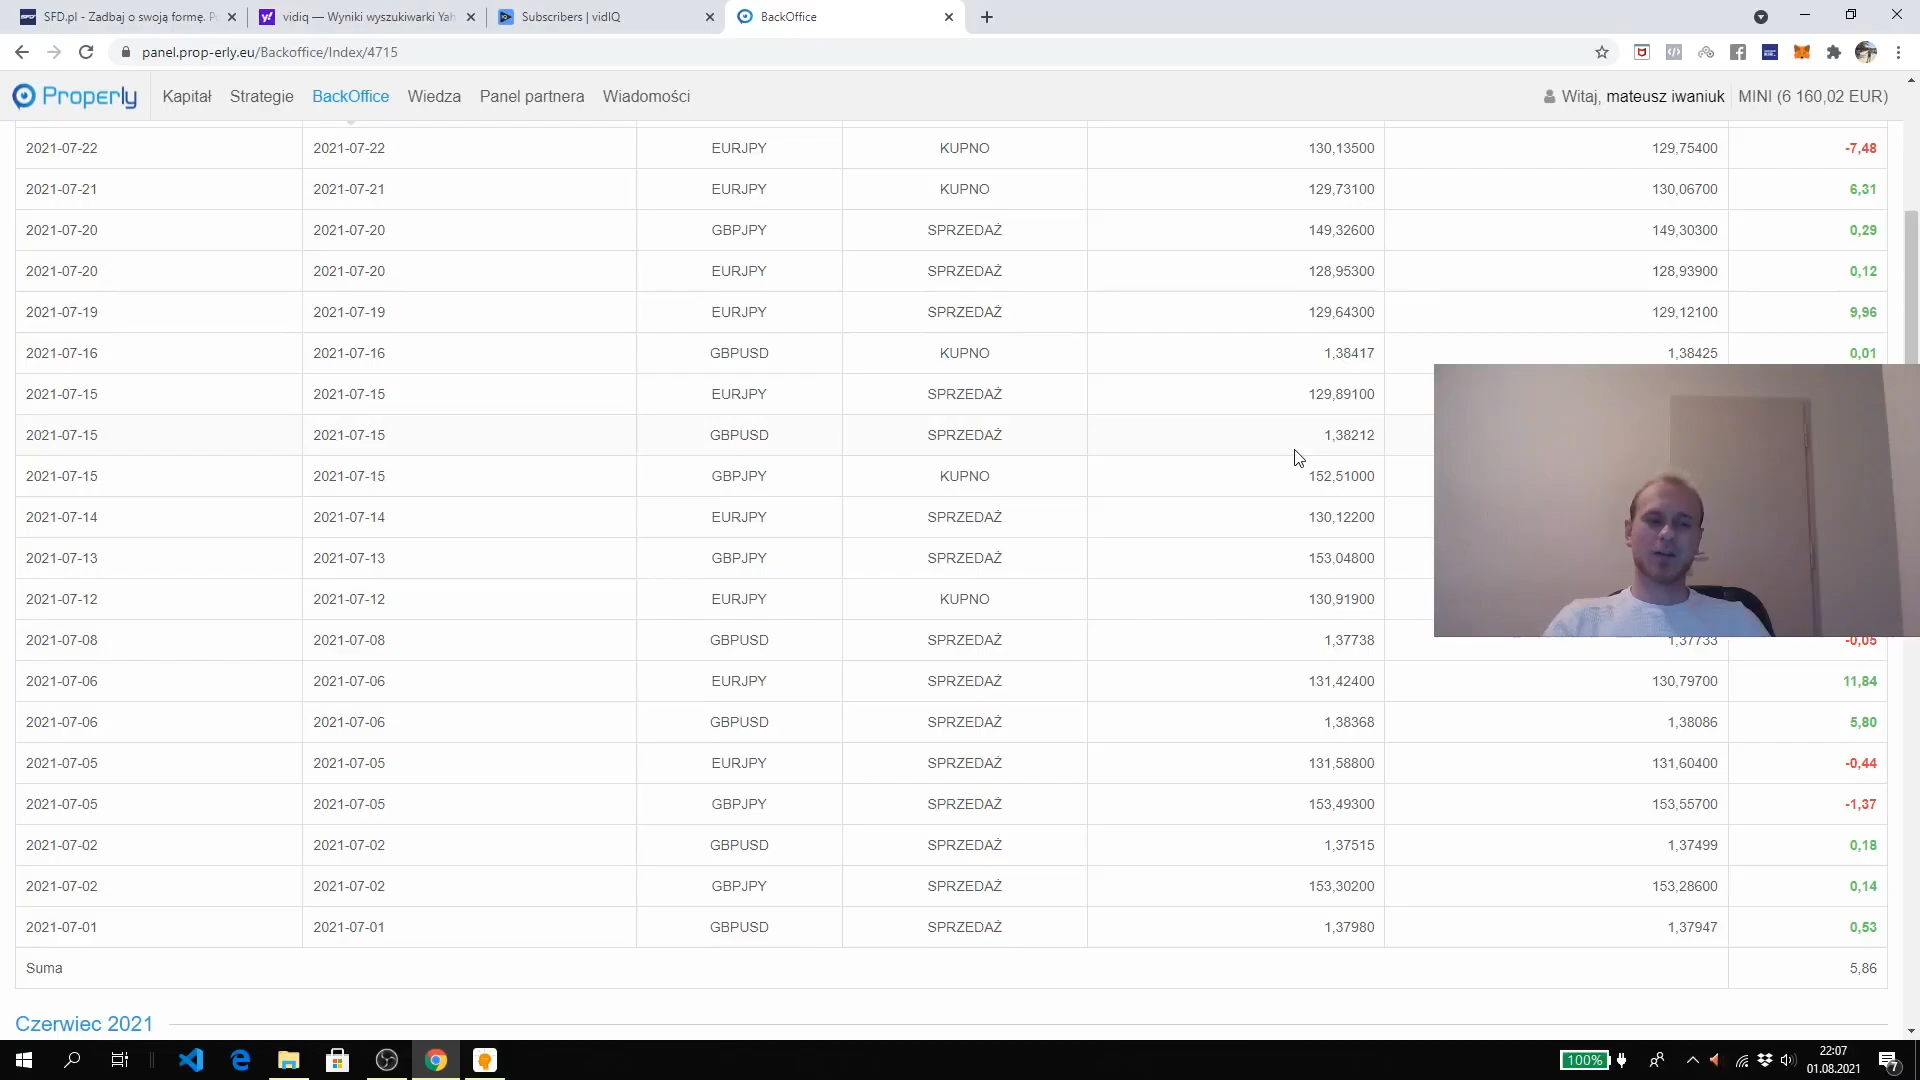 SFD.pl - Zadbaj o swoją formę. P
vidiq — Wyniki wyszukiwarki Yah
Subscribers | vidIQ
BackOffice
panel.prop-erly.eu/Backoffice/Index/4715
Properly Kapitał Strategie BackOffice Wiedza Panel partnera Wiadomości Witaj, mateusz iwaniuk MINI (6 160,02 EUR)
2021-07-22 2021-07-22 EURJPY KUPNO 130,13500 129,75400 -7,48
2021-07-21 2021-07-21 EURJPY KUPNO 129,73100 130,06700 6,31
2021-07-20 2021-07-20 GBPJPY SPRZEDAŻ 149,32600 149,30300 0,29
2021-07-20 2021-07-20 EURJPY SPRZEDAŻ 128,95300 128,93900 0,12
2021-07-19 2021-07-19 EURJPY SPRZEDAŻ 129,64300 129,12100 9,96
2021-07-16 2021-07-16 GBPUSD KUPNO 1,38417 1,38425 0,01
2021-07-15 2021-07-15 EURJPY SPRZEDAŻ 129,89100
2021-07-15 2021-07-15 GBPUSD SPRZEDAŻ 1,38212
2021-07-15 2021-07-15 GBPJPY KUPNO 152,51000
2021-07-14 2021-07-14 EURJPY SPRZEDAŻ 130,12200
2021-07-13 2021-07-13 GBPJPY SPRZEDAŻ 153,04800
2021-07-12 2021-07-12 EURJPY KUPNO 130,91900
2021-07-08 2021-07-08 GBPUSD SPRZEDAŻ 1,37738 1,37733 -0,05
2021-07-06 2021-07-06 EURJPY SPRZEDAŻ 131,42400 130,79700 11,84
2021-07-06 2021-07-06 GBPUSD SPRZEDAŻ 1,38368 1,38086 5,80
2021-07-05 2021-07-05 EURJPY SPRZEDAŻ 131,58800 131,60400 -0,44
2021-07-05 2021-07-05 GBPJPY SPRZEDAŻ 153,49300 153,55700 -1,37
2021-07-02 2021-07-02 GBPUSD SPRZEDAŻ 1,37515 1,37499 0,18
2021-07-02 2021-07-02 GBPJPY SPRZEDAŻ 153,30200 153,28600 0,14
2021-07-01 2021-07-01 GBPUSD SPRZEDAŻ 1,37980 1,37947 0,53
Suma 5,86
Czerwiec 2021
100%
22:07
01.08.2021
7